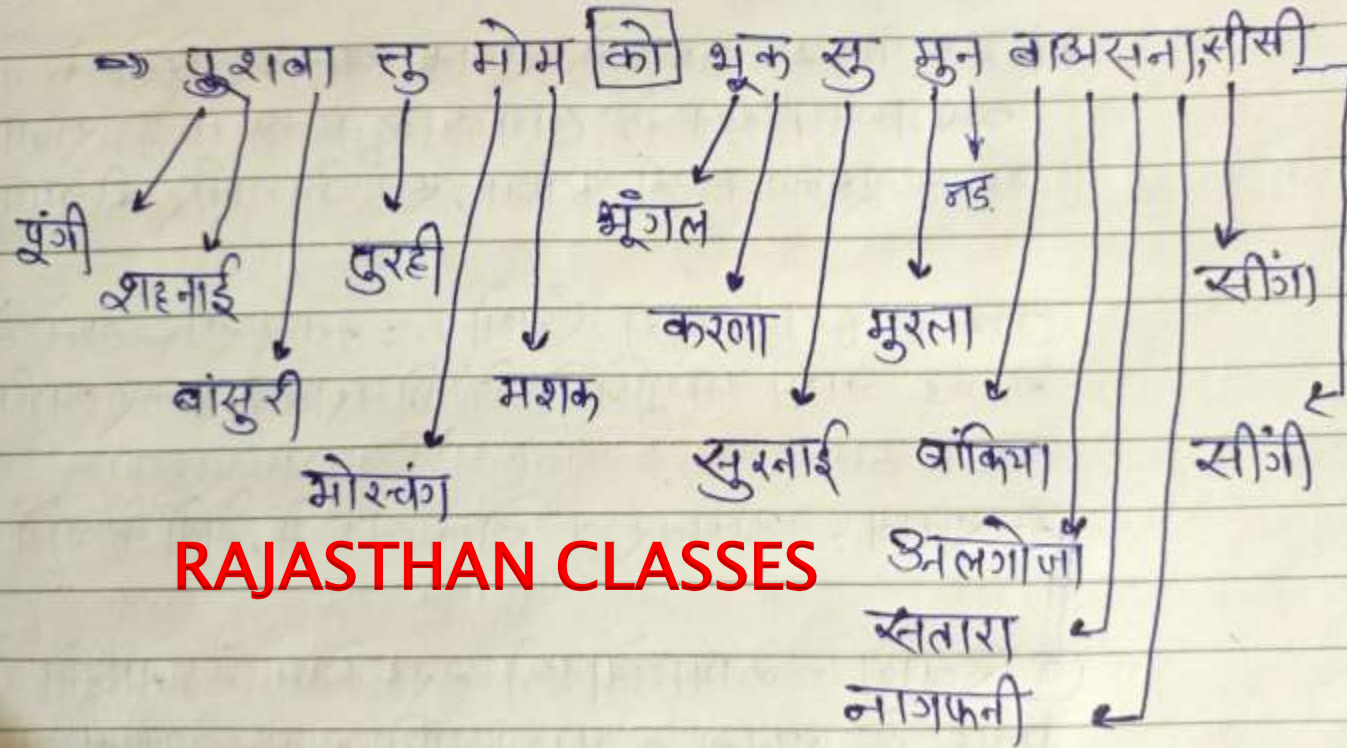 ⇒ पूशबा तु मोम को भूक सु मुन बाअसना, सीसी
नड.
पूंगी
भूंगल
तुरही
शहनाई
सींगा
करणा
मुरला
बांसुरी
मशक
सुरनाई
बांकिया
सींगी
मोरचंग
RAJASTHAN CLASSES
अलगोजा
सतारा
नागफनी